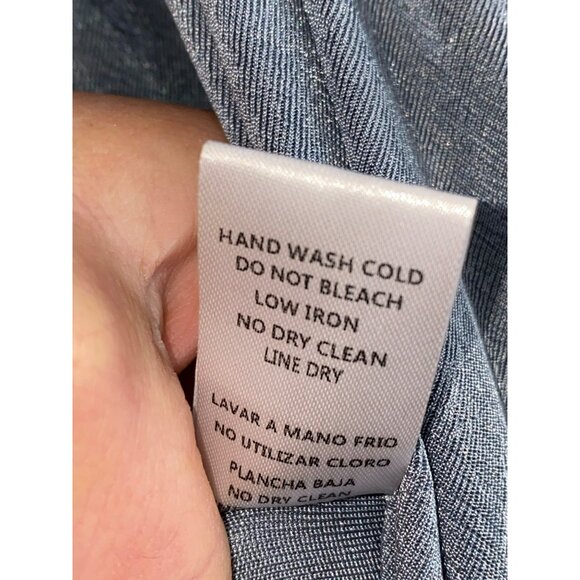 HAND WASH COLD
DO NOT BLEACH
LOW IRON
NO DRY CLEAN
LINE DRY
LAVAR A MANO FRIO
NO UTILIZAR CLORO
PLANCHA BAJA
NO DRY CLEAN